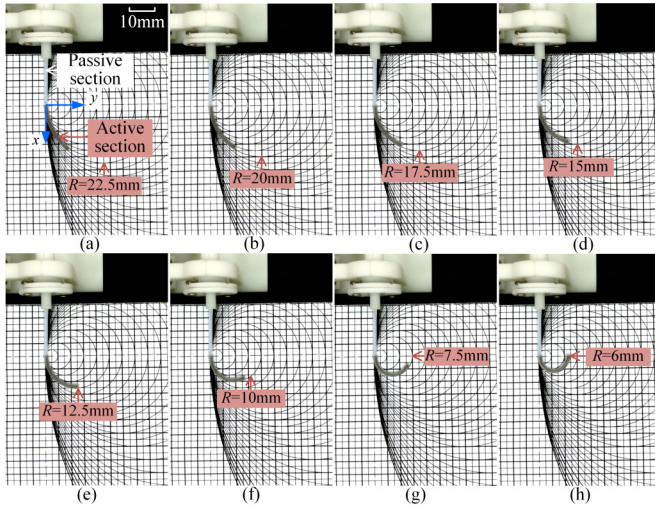 10mm
Passive
section
y
x
Active
section
R=22.5mm
R=20mm
R=17.5mm
R=15mm
(a)
(b)
(c)
(d)
R=12.5mm
R=10mm
R=7.5mm
R=6mm
(e)
(f)
(g)
(h)